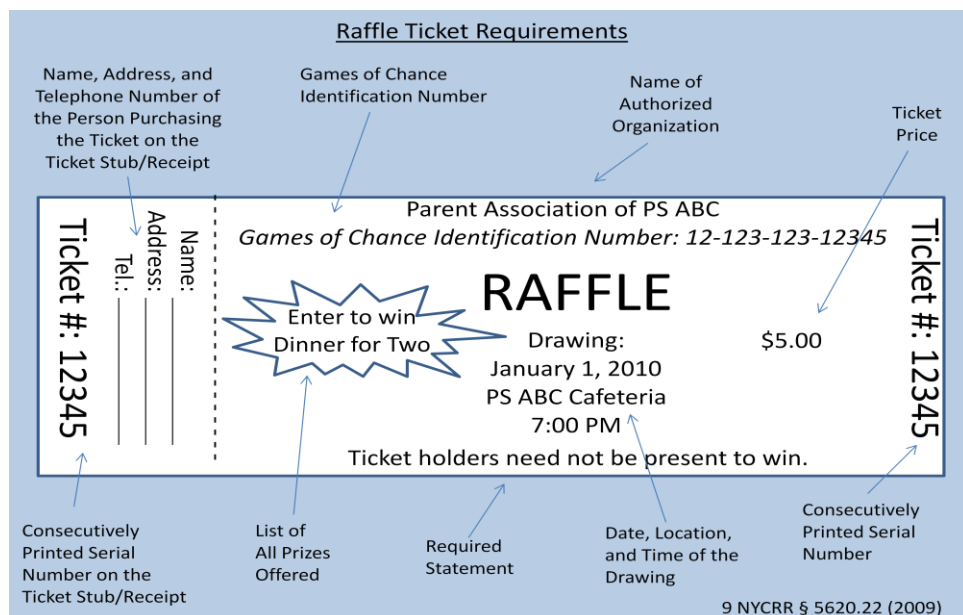 Raffle Ticket Requirements
Name, Address, and
Telephone Number of
the Person Purchasing
the Ticket on the
Ticket Stub/Receipt
Games of Chance
Identification Number
Name of
Authorized
Organization
Ticket
Price
Ticket #: 12345
Name:
Address:
Tel.:
Parent Association of PS ABC
Games of Chance Identification Number: 12-123-123-12345
RAFFLE
Enter to win
Dinner for Two
Drawing:
January 1, 2010
PS ABC Cafeteria
7:00 PM
$5.00
Ticket holders need not be present to win.
Ticket #: 12345
Consecutively
Printed Serial
Number on the
Ticket Stub/Receipt
List of
All Prizes
Offered
Required
Statement
Date, Location,
and Time of the
Drawing
Consecutively
Printed Serial
Number
9 NYCRR § 5620.22 (2009)